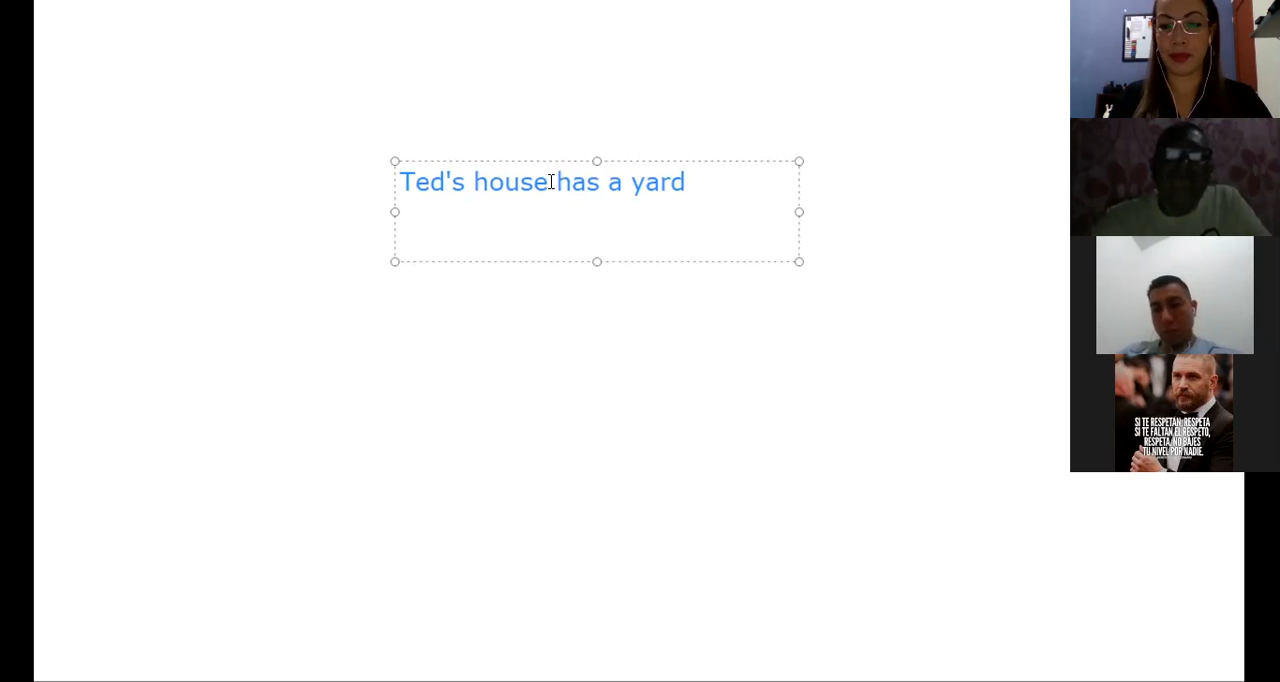 Ted's house has a yard
SI TE RESPETAN, RESPETA
SI TE FALTAN EL RESPETO,
RESPETA, NO BAJES
TU NIVEL POR NADIE.